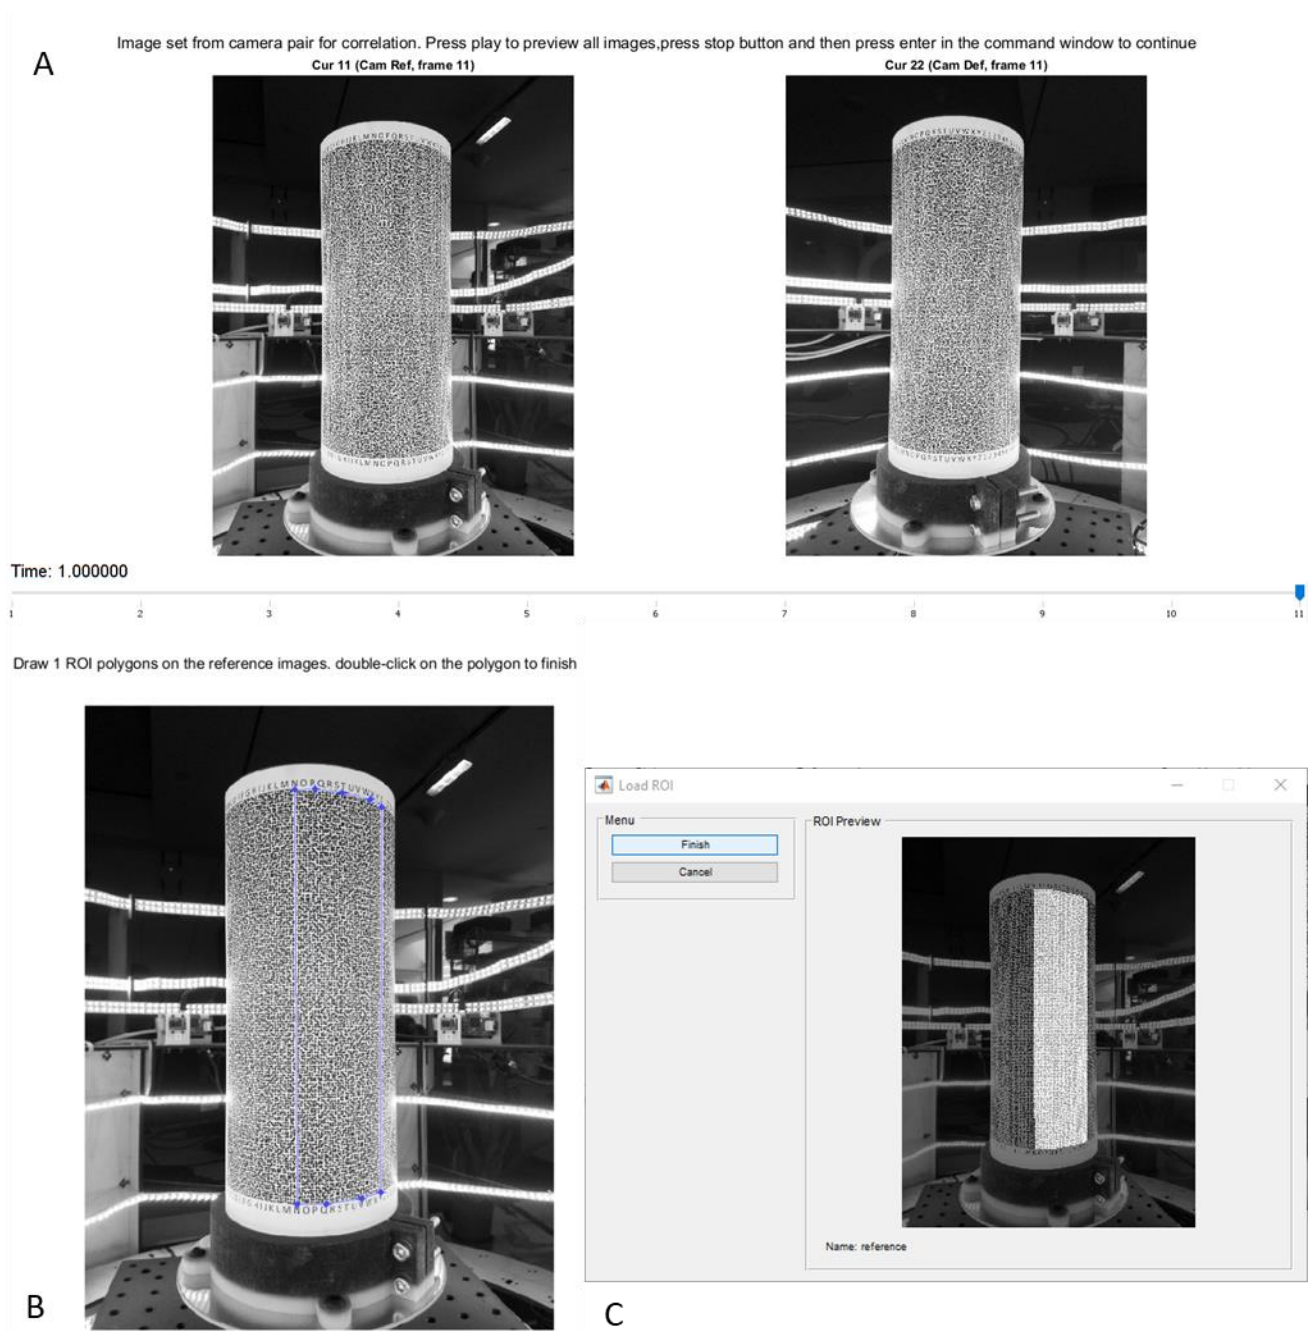 Image set from camera pair for correlation. Press play to preview all images,press stop button and then press enter in the command window to continue
A
Cur 11 (Cam Ref, frame 11)
Cur 22 (Cam Def, frame 11)
Time: 1.000000
1 2 3 4 5 6 7 8 9 10 11
Draw 1 ROI polygons on the reference images. double-click on the polygon to finish
Load ROI
Menu
Finish
Cancel
ROI Preview
Name: reference
B
C